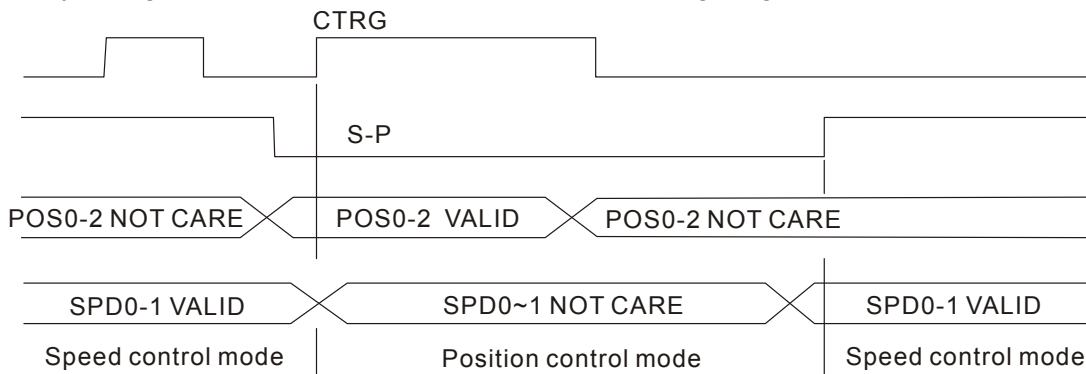 CTRG
S-P
POS0-2 NOT CARE POS0-2 VALID POS0-2 NOT CARE
SPD0-1 VALID SPD0~1 NOT CARE SPD0-1 VALID
Speed control mode Position control mode Speed control mode